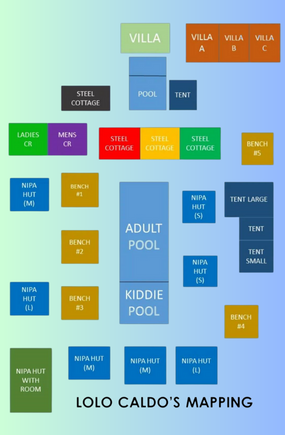 VILLA
VILLA
A
VILLA
B
VILLA
C
POOL
TENT
STEEL
COTTAGE
LADIES
CR
MENS
CR
STEEL
COTTAGE
STEEL
COTTAGE
STEEL
COTTAGE
BENCH
#5
NIPA
HUT
(M)
BENCH
#1
NIPA
HUT
(S)
TENT LARGE
ADULT
POOL
TENT
BENCH
#2
TENT
SMALL
NIPA
HUT
(S)
NIPA
HUT
(L)
BENCH
#3
KIDDIE
POOL
BENCH
#4
NIPA HUT
WITH
ROOM
NIPA HUT
(M)
NIPA HUT
(M)
NIPA HUT
(L)
LOLO CALDO'S MAPPING